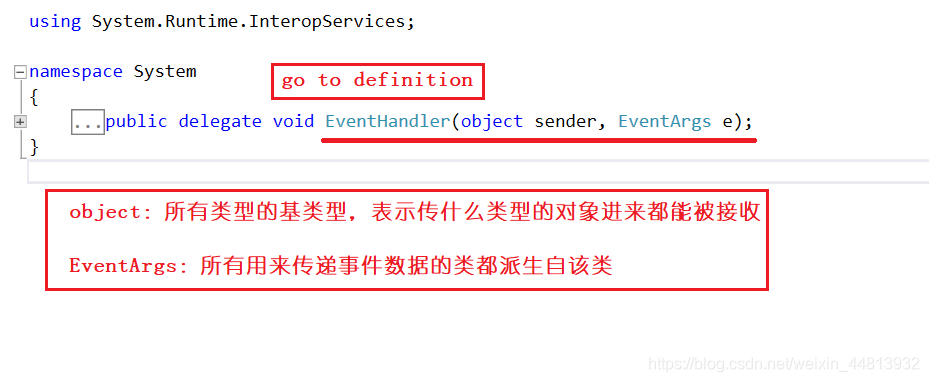 using System.Runtime.InteropServices;
namespace System
go to definition
{
...public delegate void EventHandler(object sender, EventArgs e);
}
object: 所有类型的基类型，表示传什么类型的对象进来都能被接收
EventArgs: 所有用来传递事件数据的类都派生自该类
https://blog.csdn.net/weixin_44813932